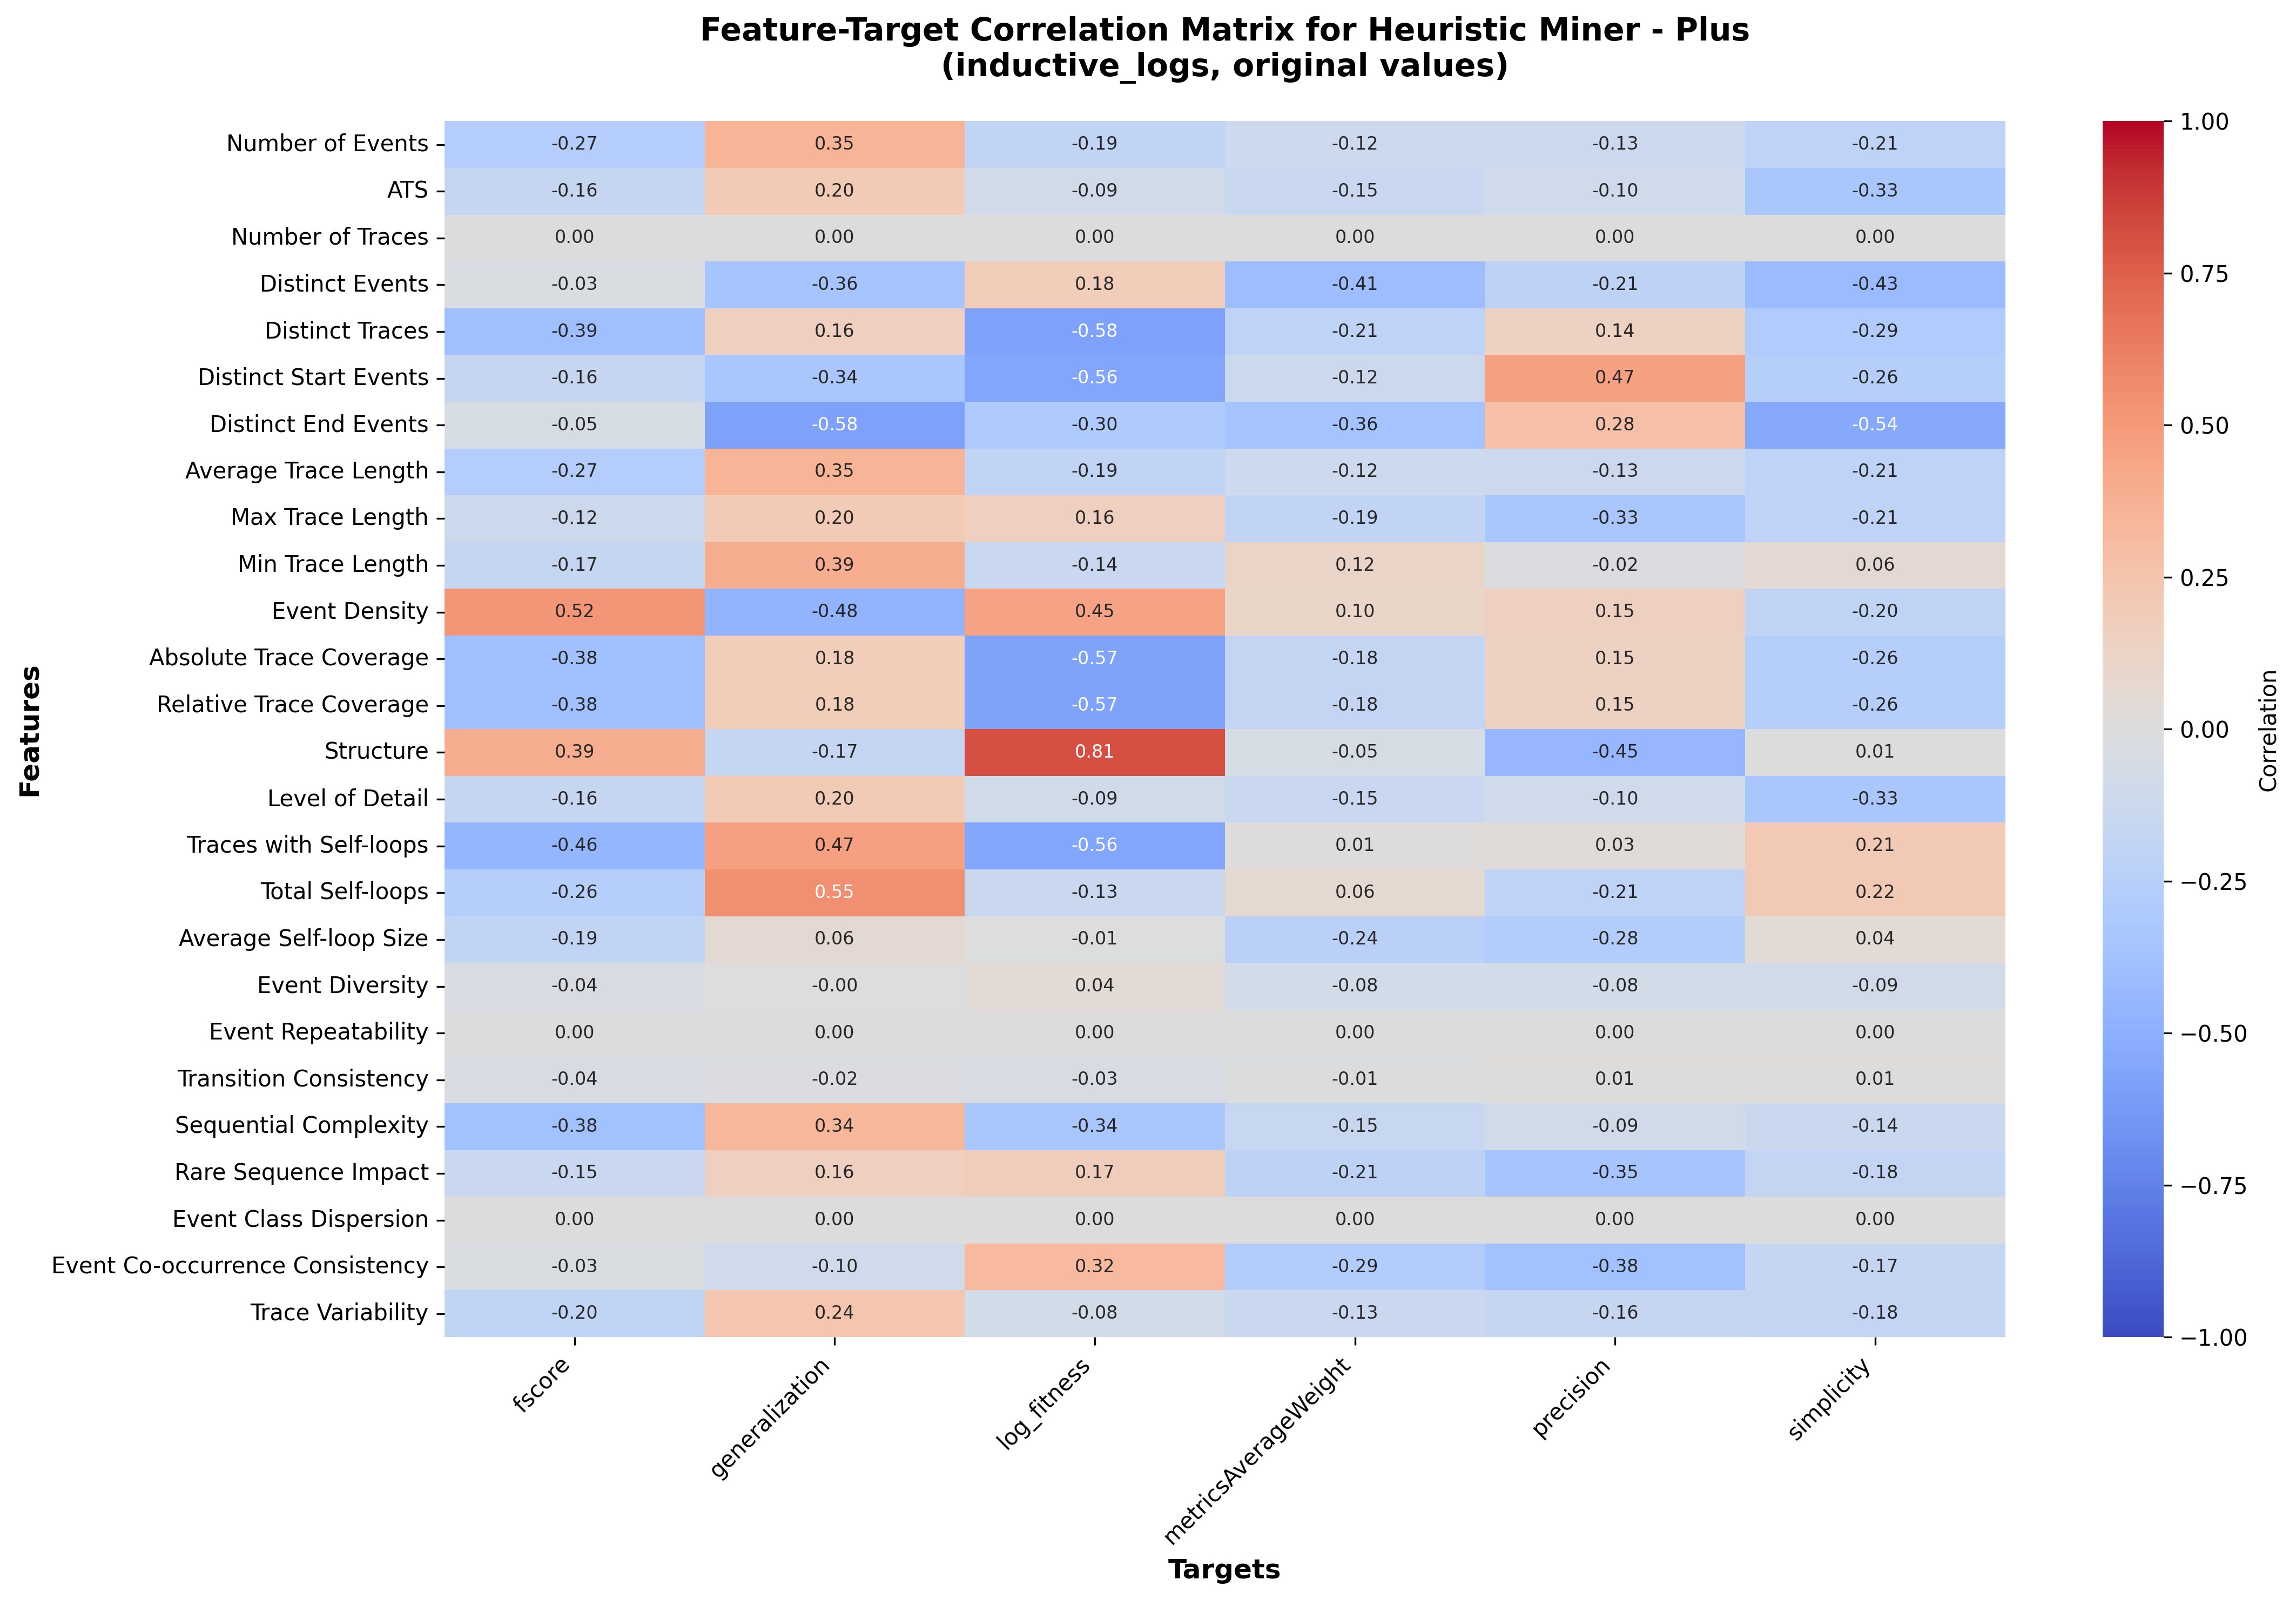 Feature-Target Correlation Matrix for Heuristic Miner - Plus
(inductive_logs, original values)
Features
Number of Events -0.27 0.35 -0.19 -0.12 -0.13 -0.21
ATS -0.16 0.20 -0.09 -0.15 -0.10 -0.33
Number of Traces 0.00 0.00 0.00 0.00 0.00 0.00
Distinct Events -0.03 -0.36 0.18 -0.41 -0.21 -0.43
Distinct Traces -0.39 0.16 -0.58 -0.21 0.14 -0.29
Distinct Start Events -0.16 -0.34 -0.56 -0.12 0.47 -0.26
Distinct End Events -0.05 -0.58 -0.30 -0.36 0.28 -0.54
Average Trace Length -0.27 0.35 -0.19 -0.12 -0.13 -0.21
Max Trace Length -0.12 0.20 0.16 -0.19 -0.33 -0.21
Min Trace Length -0.17 0.39 -0.14 0.12 -0.02 0.06
Event Density 0.52 -0.48 0.45 0.10 0.15 -0.20
Absolute Trace Coverage -0.38 0.18 -0.57 -0.18 0.15 -0.26
Relative Trace Coverage -0.38 0.18 -0.57 -0.18 0.15 -0.26
Structure 0.39 -0.17 0.81 -0.05 -0.45 0.01
Level of Detail -0.16 0.20 -0.09 -0.15 -0.10 -0.33
Traces with Self-loops -0.46 0.47 -0.56 0.01 0.03 0.21
Total Self-loops -0.26 0.55 -0.13 0.06 -0.21 0.22
Average Self-loop Size -0.19 0.06 -0.01 -0.24 -0.28 0.04
Event Diversity -0.04 -0.00 0.04 -0.08 -0.08 -0.09
Event Repeatability 0.00 0.00 0.00 0.00 0.00 0.00
Transition Consistency -0.04 -0.02 -0.03 -0.01 0.01 0.01
Sequential Complexity -0.38 0.34 -0.34 -0.15 -0.09 -0.14
Rare Sequence Impact -0.15 0.16 0.17 -0.21 -0.35 -0.18
Event Class Dispersion 0.00 0.00 0.00 0.00 0.00 0.00
Event Co-occurrence Consistency -0.03 -0.10 0.32 -0.29 -0.38 -0.17
Trace Variability -0.20 0.24 -0.08 -0.13 -0.16 -0.18
fscore generalization log_fitness metricsAverageWeight precision simplicity
Targets
1.00
0.75
0.50
0.25
0.00
−0.25
−0.50
−0.75
−1.00
Correlation